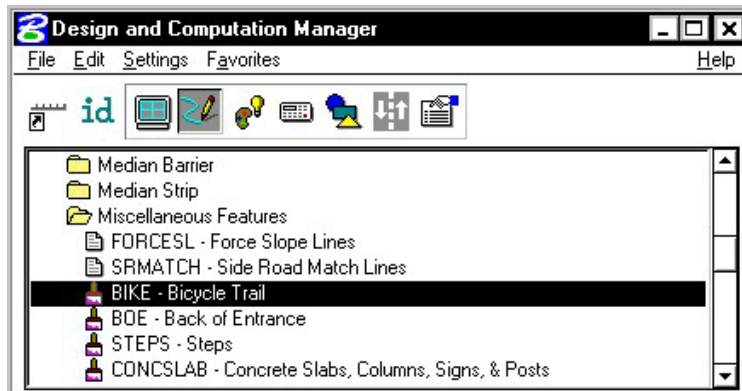 Design and Computation Manager
File Edit Settings Favorites Help
id
Median Barrier
Median Strip
Miscellaneous Features
FORCESL - Force Slope Lines
SRMATCH - Side Road Match Lines
BIKE - Bicycle Trail
BOE - Back of Entrance
STEPS - Steps
CONCSLAB - Concrete Slabs, Columns, Signs, & Posts